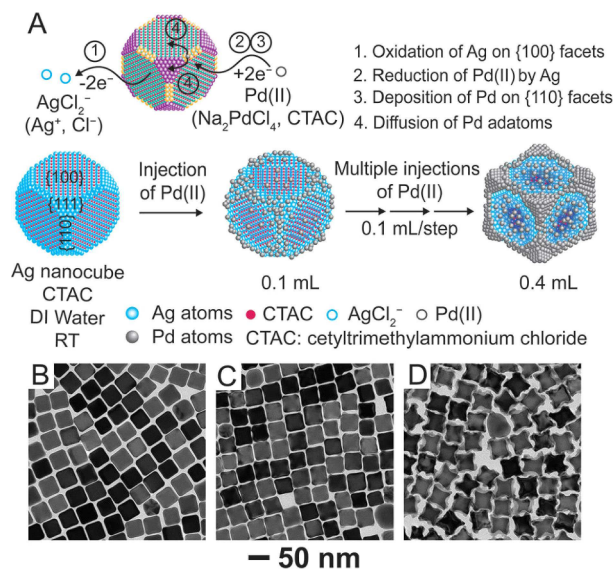 A
④
①
② ③
④
-2e⁻
+2e⁻
AgCl₂⁻
(Ag⁺, Cl⁻)
Pd(II)
(Na₂PdCl₄, CTAC)
1. Oxidation of Ag on {100} facets
2. Reduction of Pd(II) by Ag
3. Deposition of Pd on {110} facets
4. Diffusion of Pd adatoms
{100}
{111}
{110}
Injection
of Pd(II)
Multiple injections
of Pd(II)
0.1 mL/step
Ag nanocube
CTAC
DI Water
RT
0.1 mL
0.4 mL
Ag atoms CTAC AgCl₂⁻ Pd(II)
Pd atoms CTAC: cetyltrimethylammonium chloride
B
C
D
50 nm